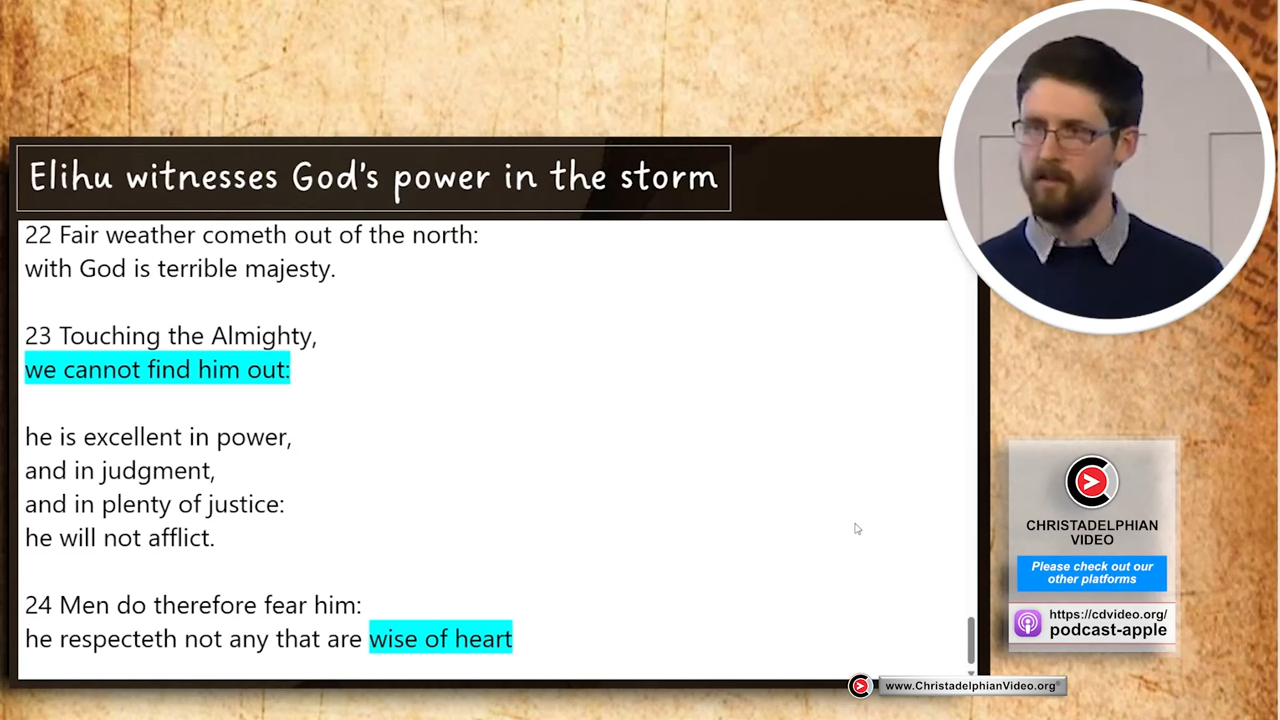 Elihu witnesses God's power in the storm
22 Fair weather cometh out of the north:
with God is terrible majesty.
23 Touching the Almighty,
we cannot find him out:
he is excellent in power,
and in judgment,
and in plenty of justice:
he will not afflict.
24 Men do therefore fear him:
he respecteth not any that are wise of heart
CHRISTADELPHIAN
VIDEO
Please check out our
other platforms
https://cdvideo.org/
podcast-apple
www.ChristadelphianVideo.org